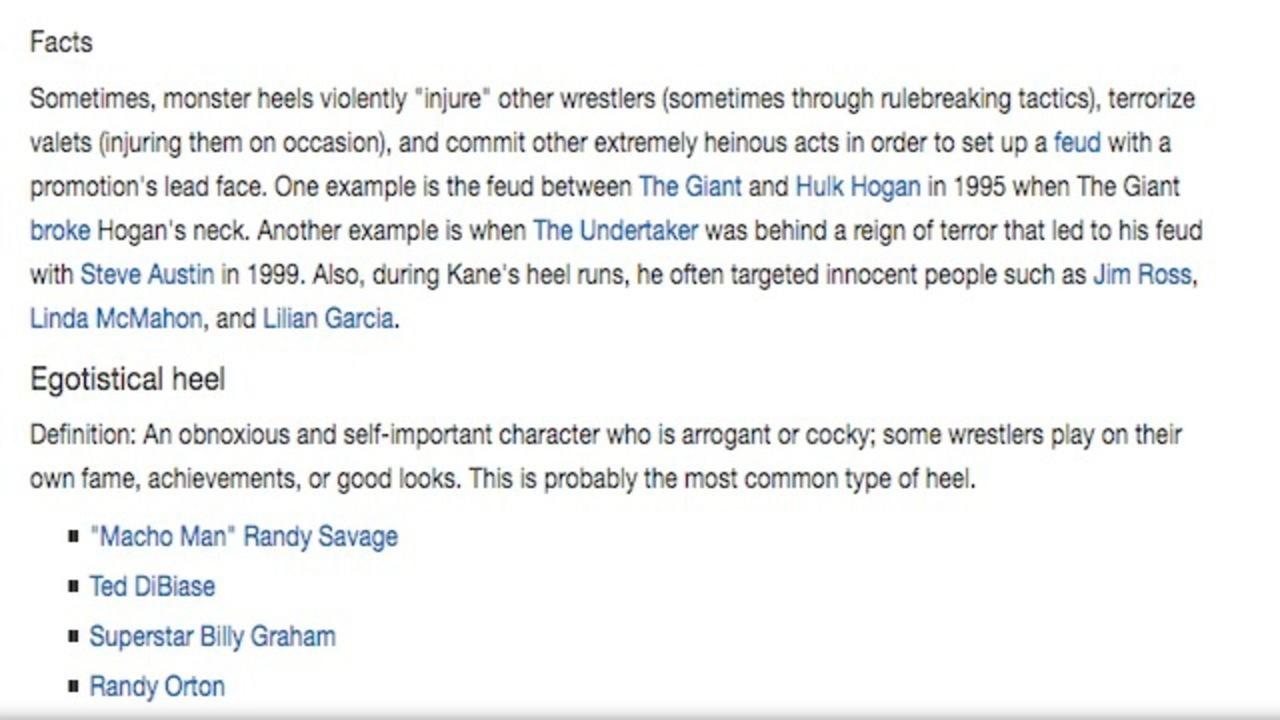 Facts
Sometimes, monster heels violently "injure" other wrestlers (sometimes through rulebreaking tactics), terrorize
valets (injuring them on occasion), and commit other extremely heinous acts in order to set up a feud with a
promotion's lead face. One example is the feud between The Giant and Hulk Hogan in 1995 when The Giant
broke Hogan's neck. Another example is when The Undertaker was behind a reign of terror that led to his feud
with Steve Austin in 1999. Also, during Kane's heel runs, he often targeted innocent people such as Jim Ross,
Linda McMahon, and Lilian Garcia.
Egotistical heel
Definition: An obnoxious and self-important character who is arrogant or cocky; some wrestlers play on their
own fame, achievements, or good looks. This is probably the most common type of heel.
"Macho Man" Randy Savage
Ted DiBiase
Superstar Billy Graham
Randy Orton